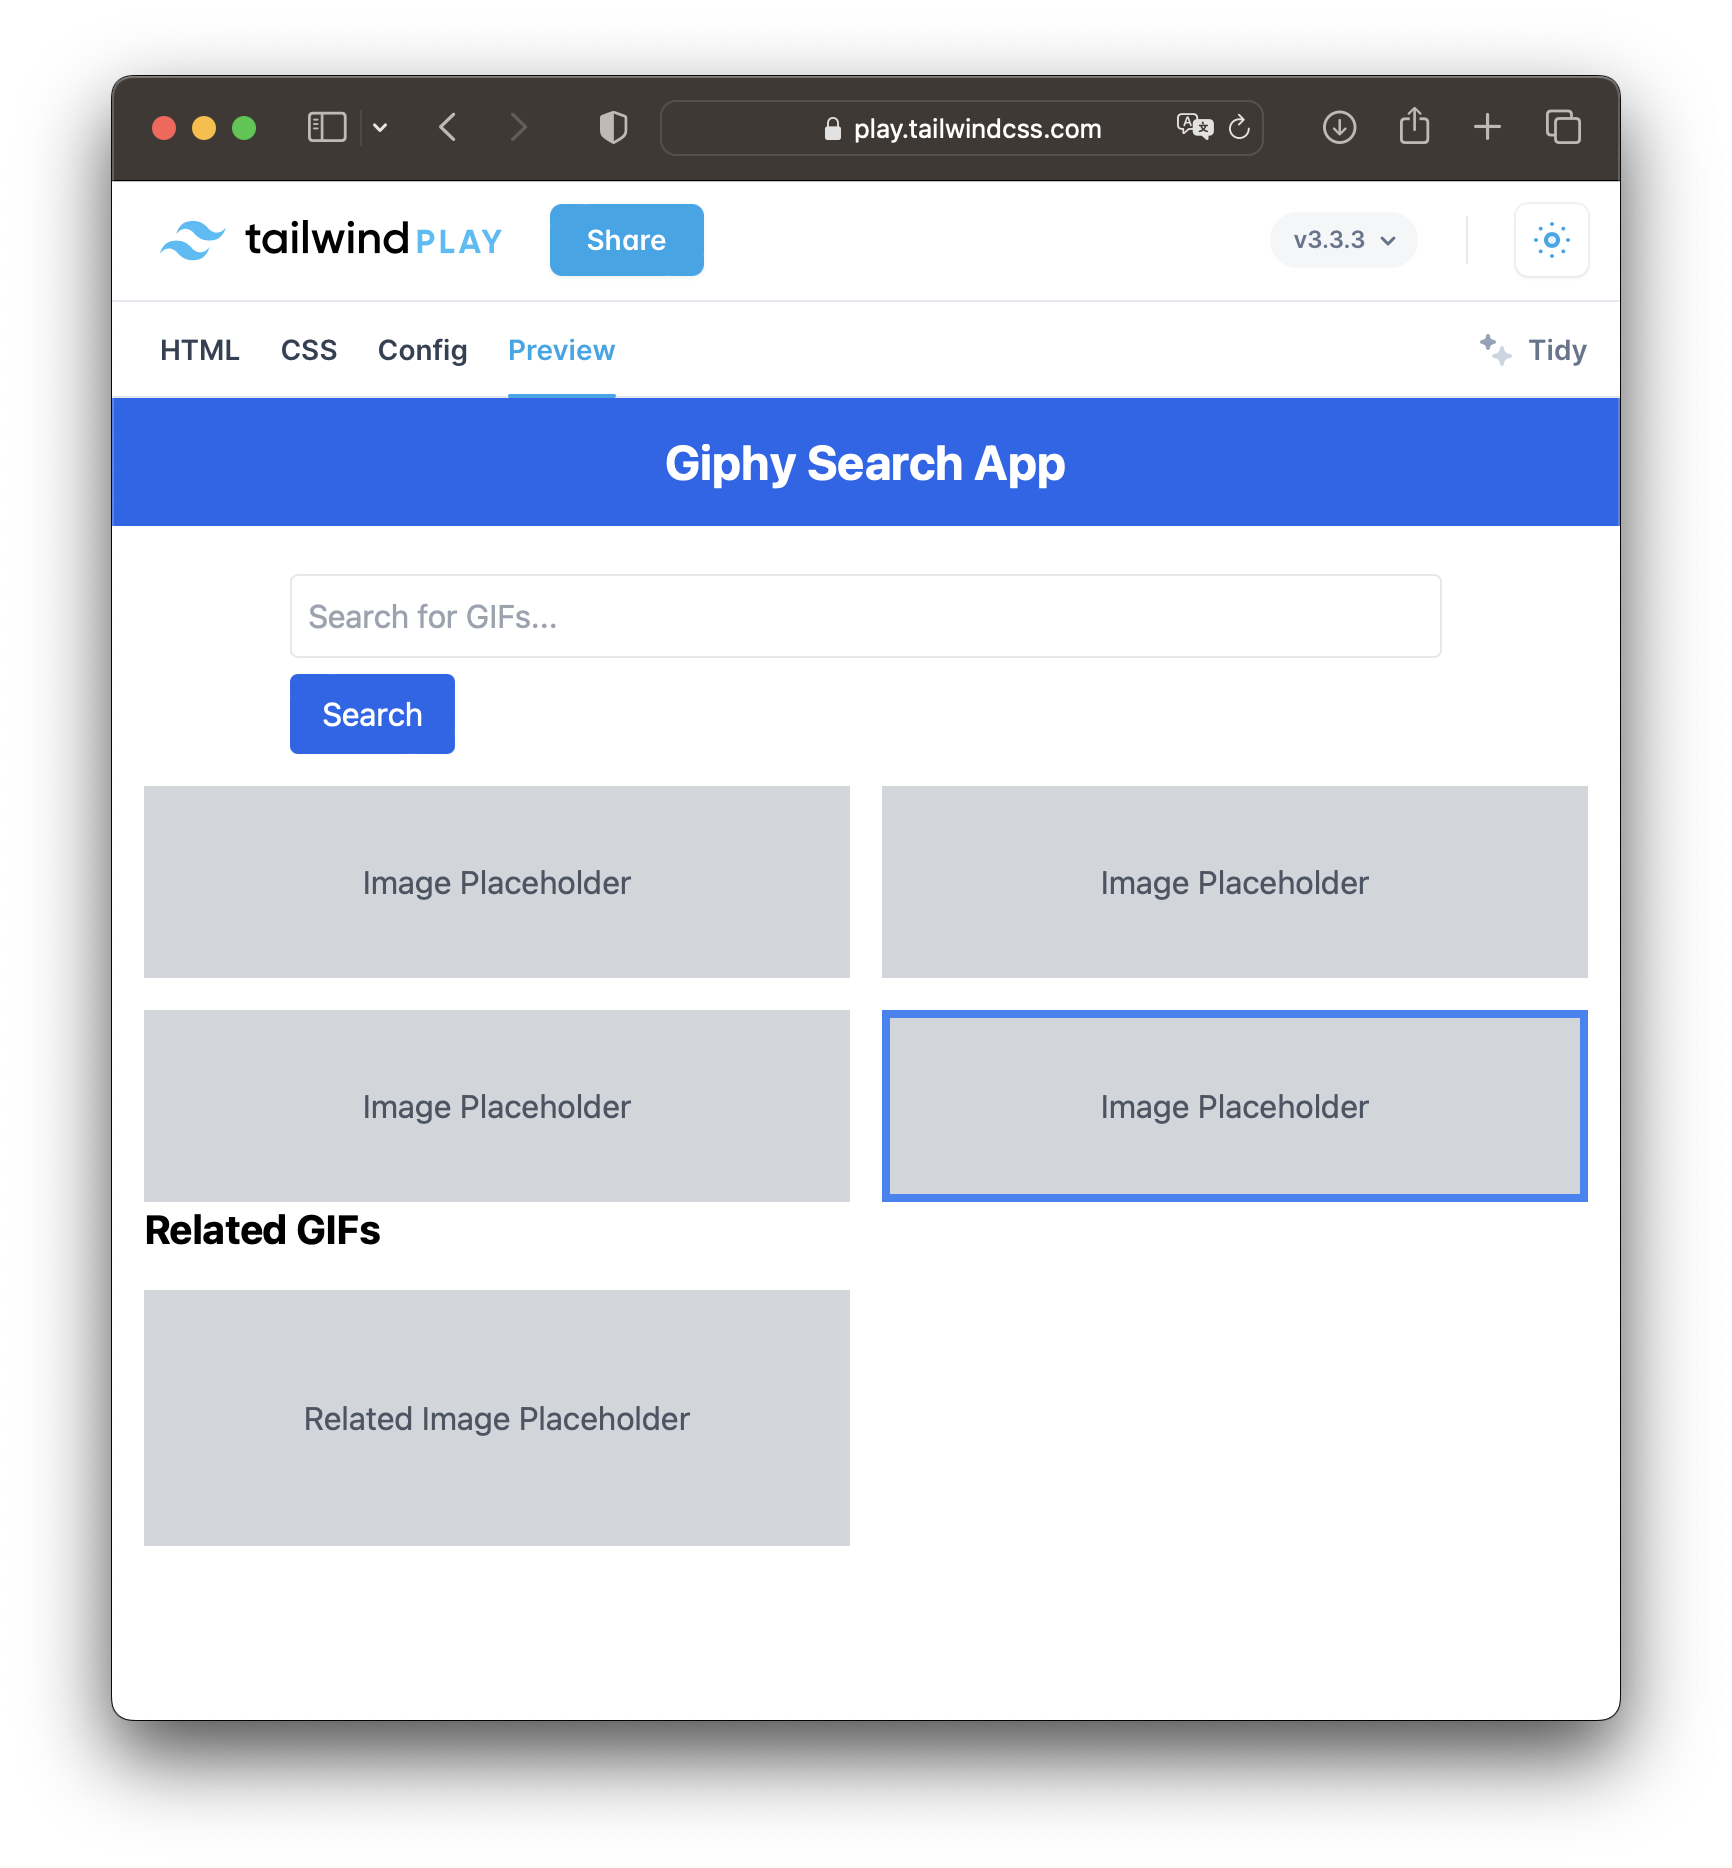 play.tailwindcss.com
tailwind PLAY
Share
v3.3.3
HTML CSS Config Preview
Tidy
Giphy Search App
Search for GIFs...
Search
Image Placeholder
Image Placeholder
Image Placeholder
Image Placeholder
Related GIFs
Related Image Placeholder